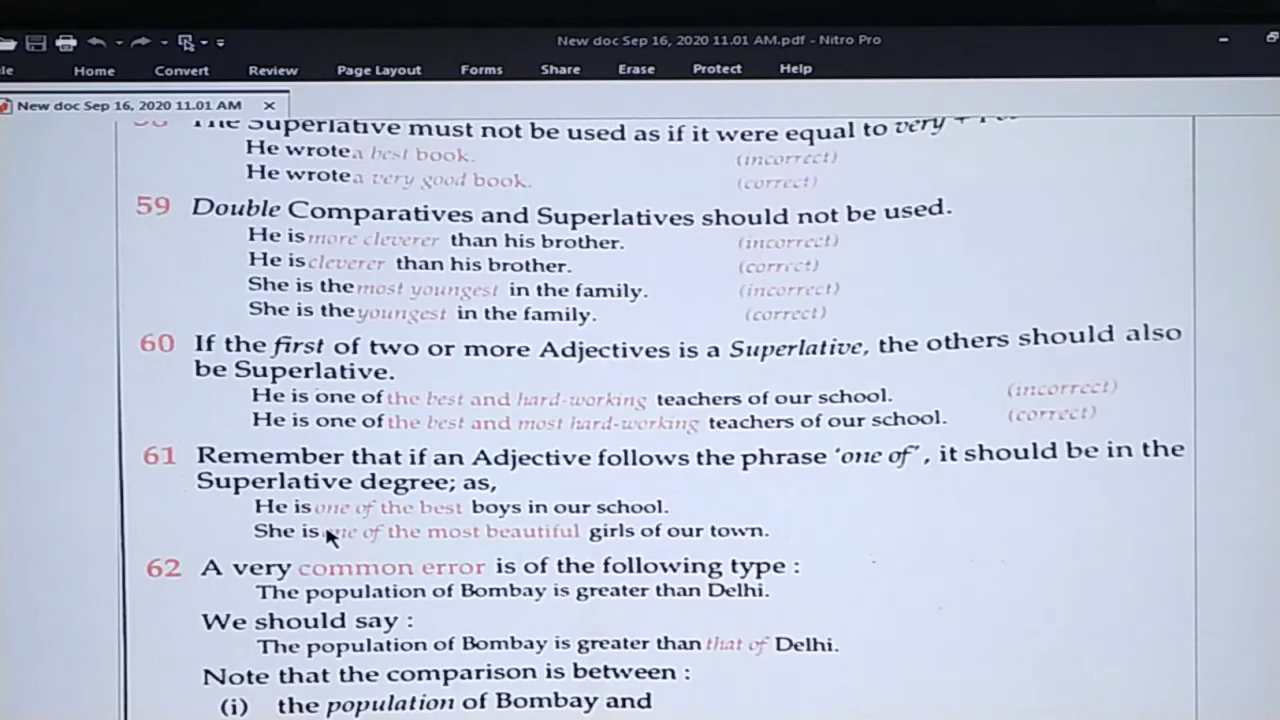 New doc Sep 16, 2020 11.01 AM.pdf - Nitro Pro
Home Convert Review Page Layout Forms Share Erase Protect Help
New doc Sep 16, 2020 11.01 AM ×
The Superlative must not be used as if it were equal to very +
He wrote a best book. (incorrect)
He wrote a very good book. (correct)
59 Double Comparatives and Superlatives should not be used.
He is more cleverer than his brother. (incorrect)
He is cleverer than his brother. (correct)
She is the most youngest in the family. (incorrect)
She is the youngest in the family. (correct)
60 If the first of two or more Adjectives is a Superlative, the others should also
be Superlative.
He is one of the best and hard-working teachers of our school. (incorrect)
He is one of the best and most hard-working teachers of our school. (correct)
61 Remember that if an Adjective follows the phrase 'one of', it should be in the
Superlative degree; as,
He is one of the best boys in our school.
She is one of the most beautiful girls of our town.
62 A very common error is of the following type :
The population of Bombay is greater than Delhi.
We should say :
The population of Bombay is greater than that of Delhi.
Note that the comparison is between :
(i) the population of Bombay and